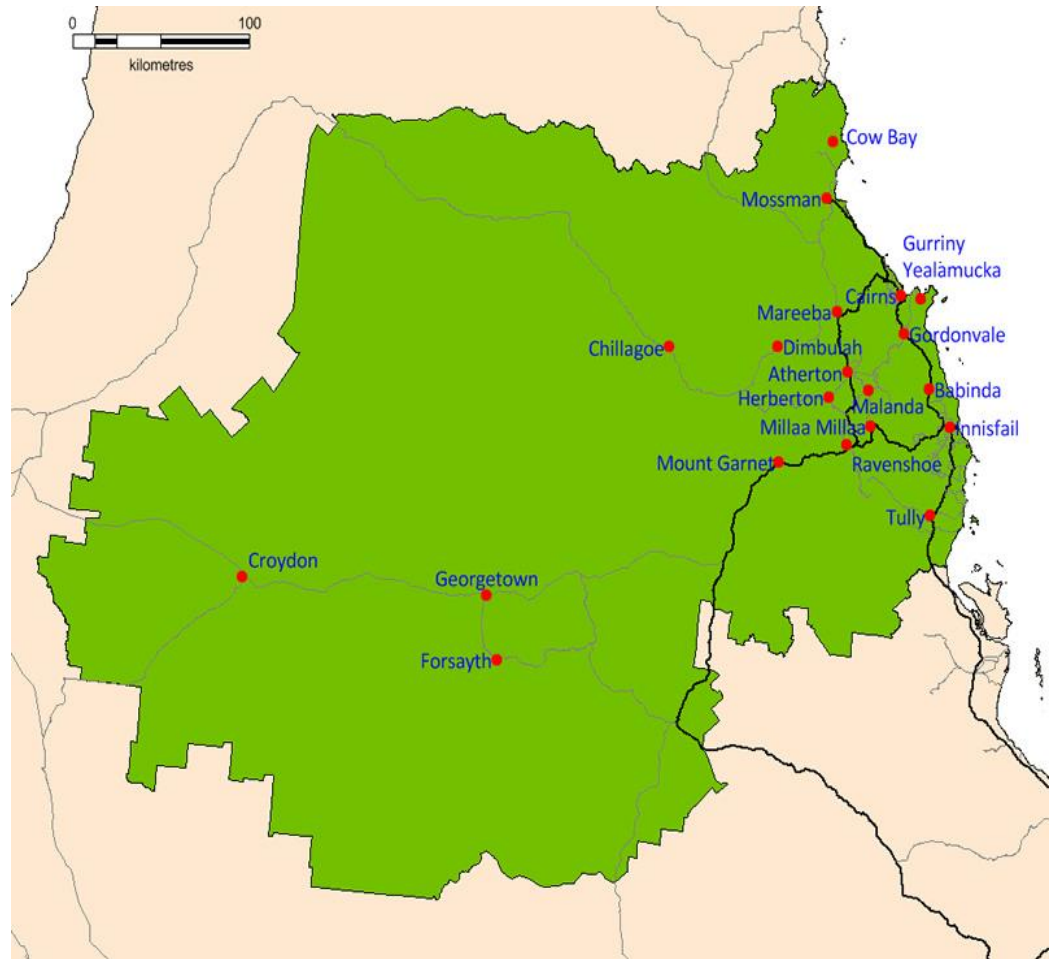 0 100
kilometres
Cow Bay
Mossman
Gurriny
Yealamucka
Cairns
Mareeba
Gordonvale
Chillagoe
Dimbulah
Atherton
Babinda
Herberton
Malanda
Millaa Millaa
Innisfail
Mount Garnet
Ravenshoe
Tully
Croydon
Georgetown
Forsayth